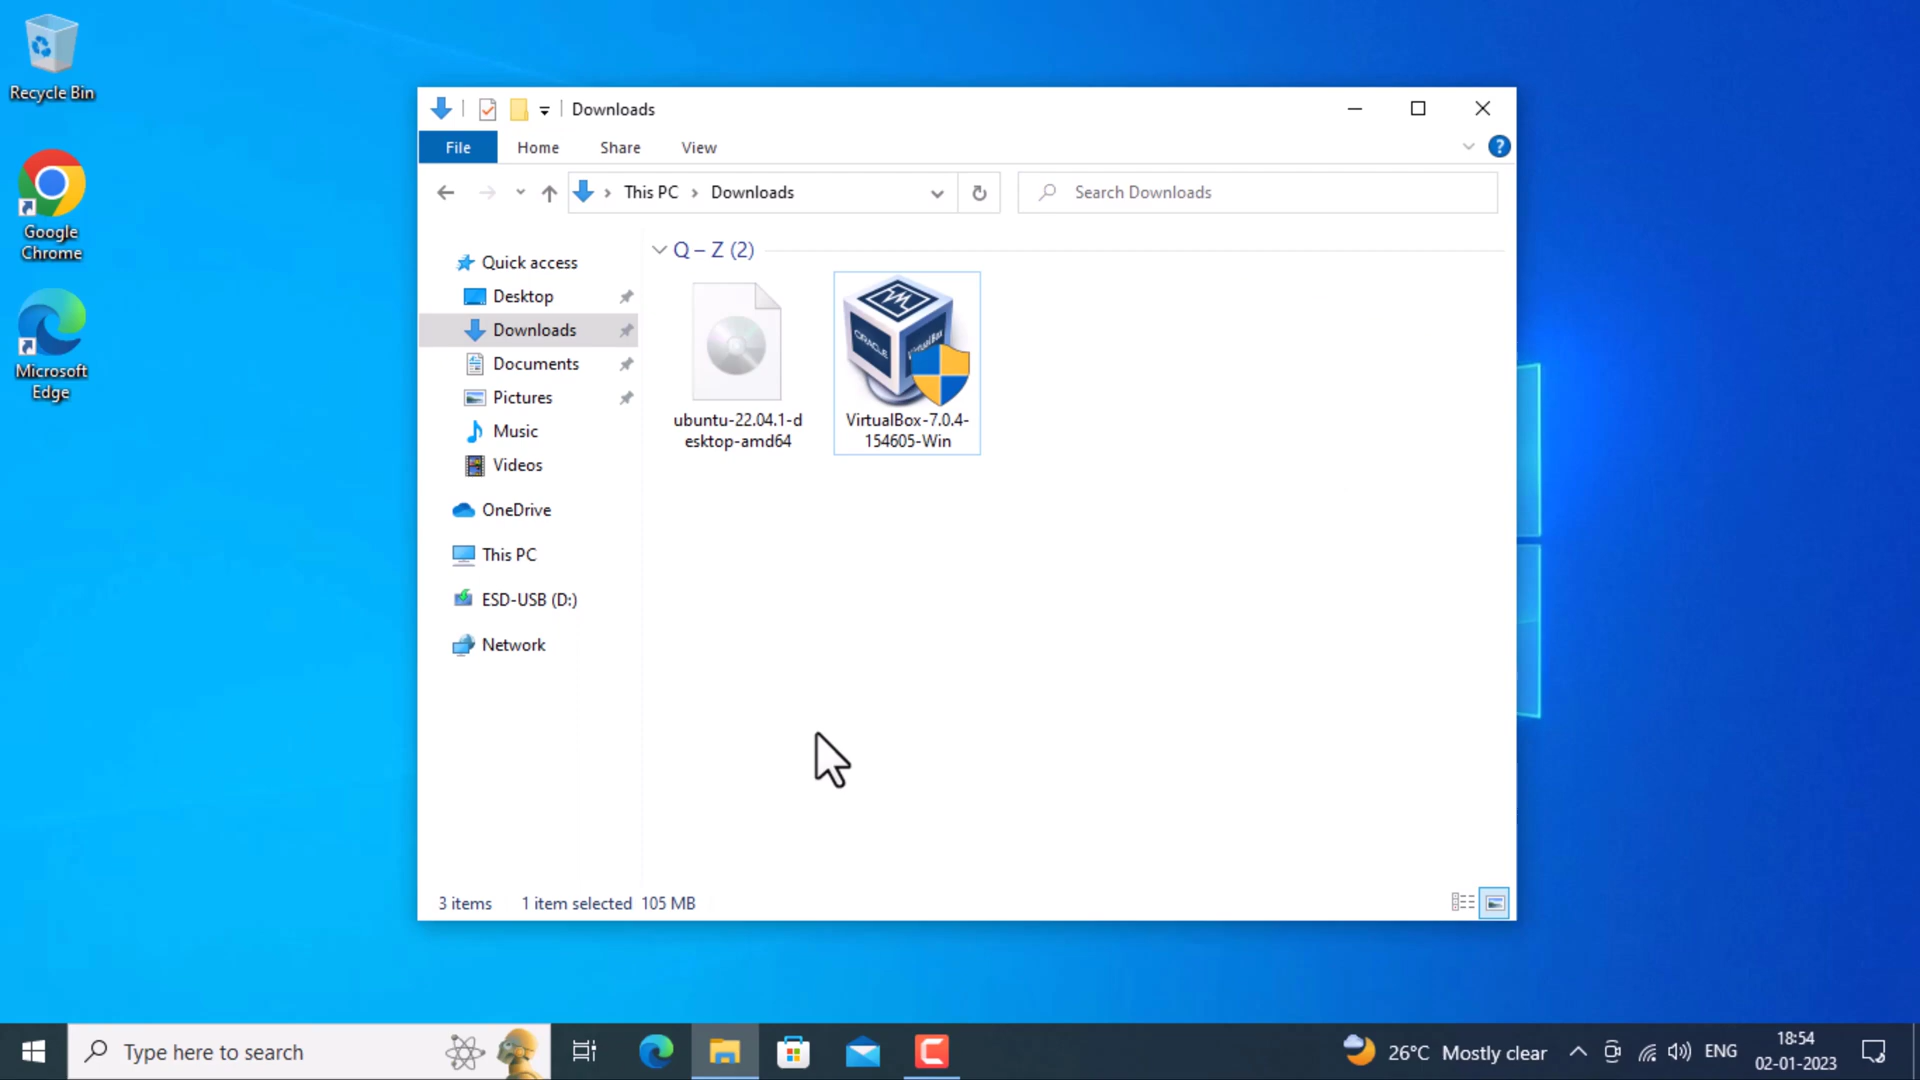 Recycle Bin
Google
Chrome
Microsoft
Edge
Downloads
File Home Share View
?
This PC Downloads
Search Downloads
Quick access
Desktop
Downloads
Documents
Pictures
Music
Videos
OneDrive
This PC
ESD-USB (D:)
Network
Q – Z (2)
ubuntu-22.04.1-d
esktop-amd64
ORACLE VirtualBox
VirtualBox-7.0.4-
154605-Win
3 items 1 item selected 105 MB
Type here to search
26°C Mostly clear
ENG
18:54
02-01-2023